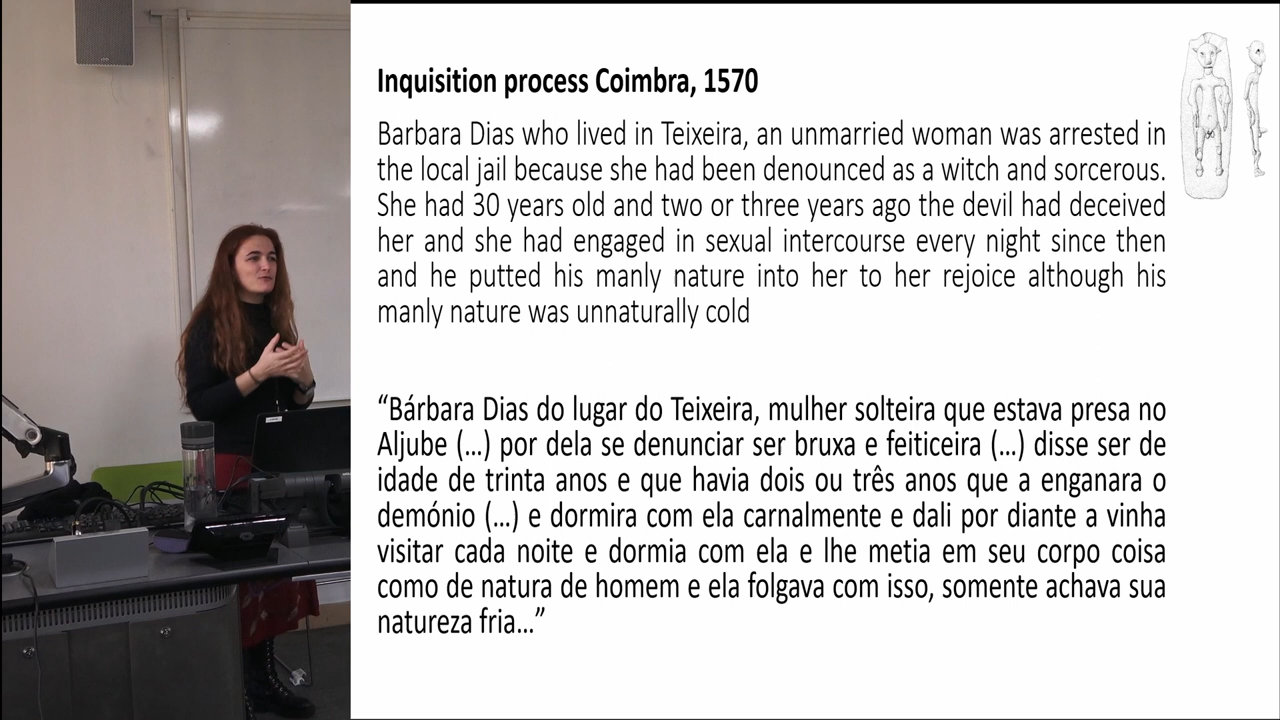 Inquisition process Coimbra, 1570
Barbara Dias who lived in Teixeira, an unmarried woman was arrested in
the local jail because she had been denounced as a witch and sorcerous.
She had 30 years old and two or three years ago the devil had deceived
her and she had engaged in sexual intercourse every night since then
and he putted his manly nature into her to her rejoice although his
manly nature was unnaturally cold
“Bárbara Dias do lugar do Teixeira, mulher solteira que estava presa no
Aljube (...) por dela se denunciar ser bruxa e feiticeira (...) disse ser de
idade de trinta anos e que havia dois ou três anos que a enganara o
demónio (...) e dormira com ela carnalmente e dali por diante a vinha
visitar cada noite e dormia com ela e lhe metia em seu corpo coisa
como de natura de homem e ela folgava com isso, somente achava sua
natureza fria...”